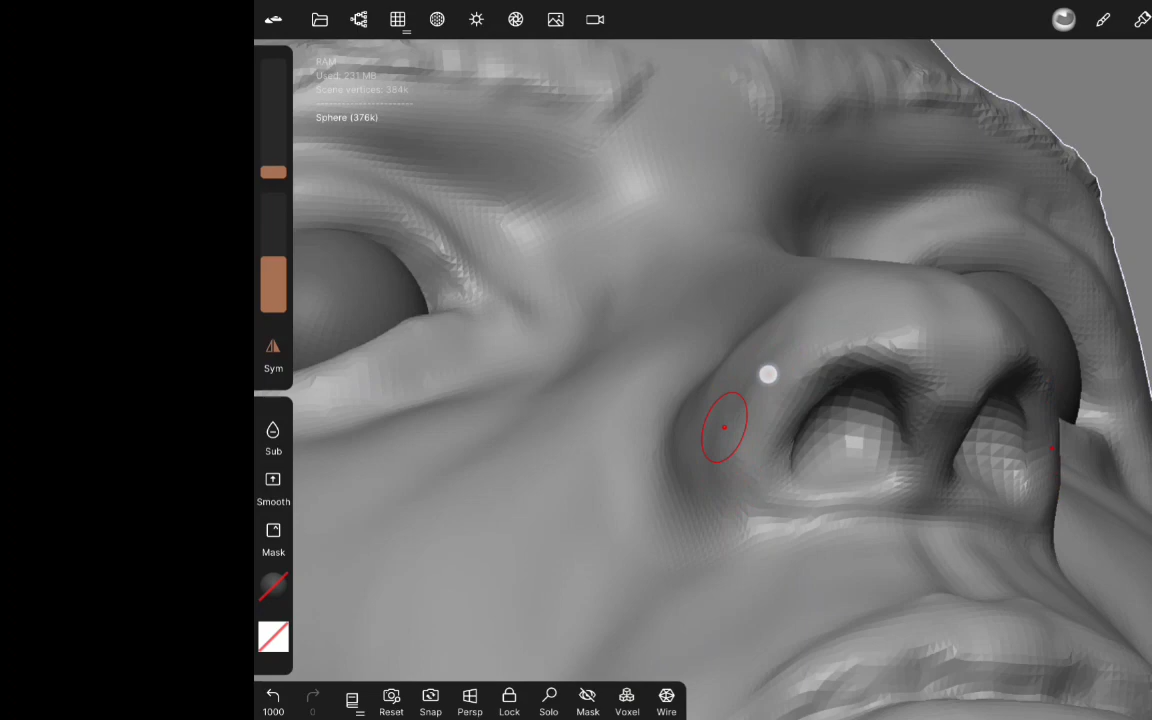 RAM
Used: 231 MB
Scene vertices: 384k
Sphere (376k)
Sym
Sub
Smooth
Mask
1000
0
Reset
Snap
Persp
Lock
Solo
Mask
Voxel
Wire